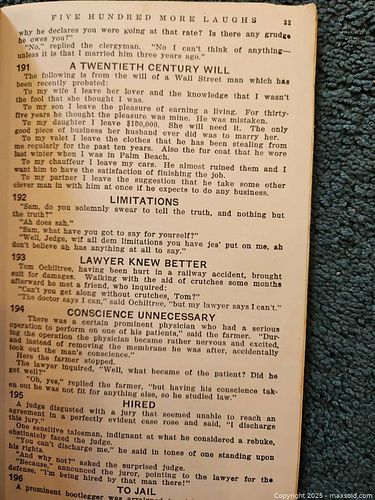 FIVE HUNDRED MORE LAUGHS 23
why he declares you were going at that rate? Is there any grudge
he owes you?"
"No," replied the clergyman. "No I can't think of anything—
unless it is that I married him three years ago."
191 A TWENTIETH CENTURY WILL
The following is from the will of a Wall Street man which has
been recently probated:
To my wife I leave her lover and the knowledge that I wasn't
the fool that she thought I was.
To my son I leave the pleasure of earning a living. For thirty-
five years he thought the pleasure was mine. He was mistaken.
To my daughter I leave $100,000. She will need it. The only
good piece of business her husband ever did was to marry her.
To my valet I leave the clothes that he has been stealing from
me regularly for the past ten years. Also the fur coat that he wore
last winter when I was in Palm Beach.
To my chauffeur I leave my cars. He almost ruined them and I
want him to have the satisfaction of finishing the job.
To my partner I leave the suggestion that he take some other
clever man in with him at once if he expects to do any business.
192 LIMITATIONS
"Sam, do you solemnly swear to tell the truth, and nothing but
the truth?"
"Ah does sah."
"Sam, what have you got to say for yourself?"
"Well, Jedge, wif all dem limitations you have jes' put on me, ah
don't believe ah has anything at all to say."
193 LAWYER KNEW BETTER
Tom Ochiltree, having been hurt in a railway accident, brought
suit for damages. Walking with the aid of crutches some months
afterward he met a friend, who inquired:
"Can't you get along without crutches, Tom?"
"The doctor says I can," said Ochiltree, "but my lawyer says I can't."
194 CONSCIENCE UNNECESSARY
There was a certain prominent physician who had a serious
operation to perform on one of his patients," said the farmer. "Dur-
ing the operation the physician became rather nervous and excited,
and instead of removing the membrane he was after, accidentally
took out the man's conscience."
Here the farmer stopped.
The lawyer inquired, "Well, what became of the patient? Did he
get well?"
"Oh, yes," replied the farmer, "but having his conscience tak-
en out he was not fit for anything else, so he studied law."
195 HIRED
A judge disgusted with a jury that seemed unable to reach an
agreement in a perfectly evident case rose and said, "I discharge
this jury."
One sensitive talesman, indignant at what he considered a rebuke,
obstinately faced the judge.
"You can't discharge me," he said in tones of one standing upon
his rights.
"And why not?" asked the surprised judge.
"Because," announced the juror, pointing to the lawyer for the
defense, "I'm being hired by that man there!"
196 TO JAIL
A prominent bootlegger was
Copyright 2025 - maxsold.com